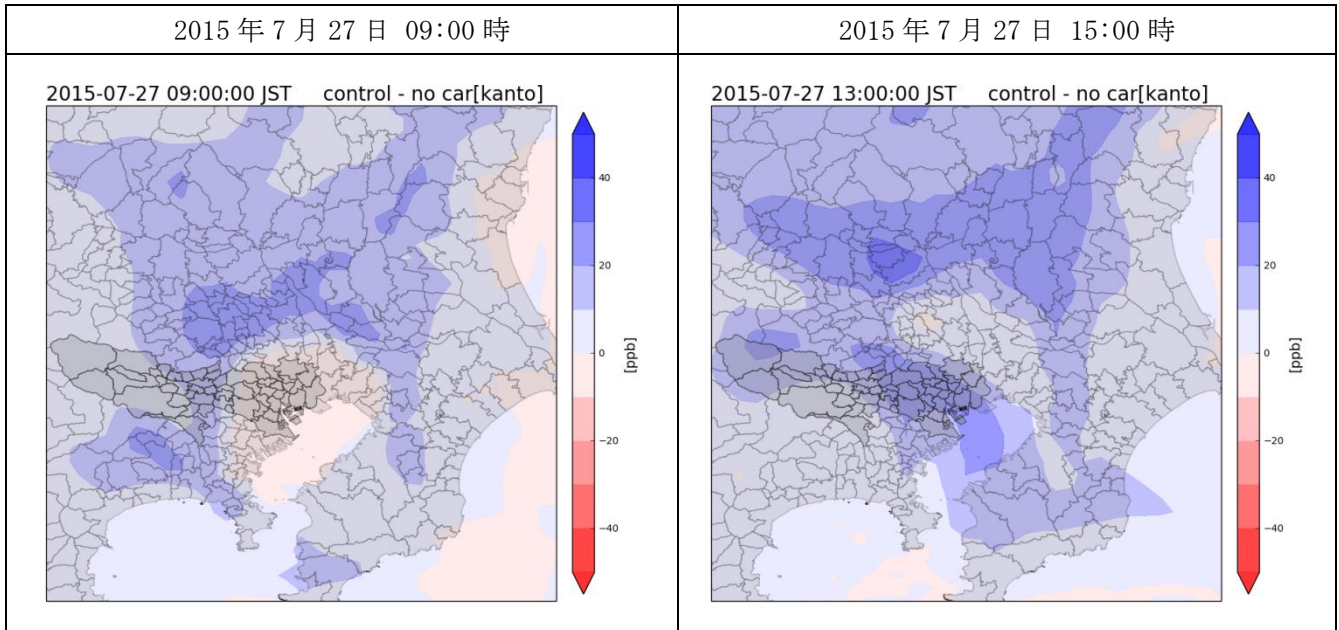 2015年7月27日 09:00時
2015年7月27日 15:00時
2015-07-27 09:00:00 JST control - no car[kanto]
40
20
0
−20
−40
[ppb]
2015-07-27 13:00:00 JST control - no car[kanto]
40
20
0
−20
−40
[ppb]